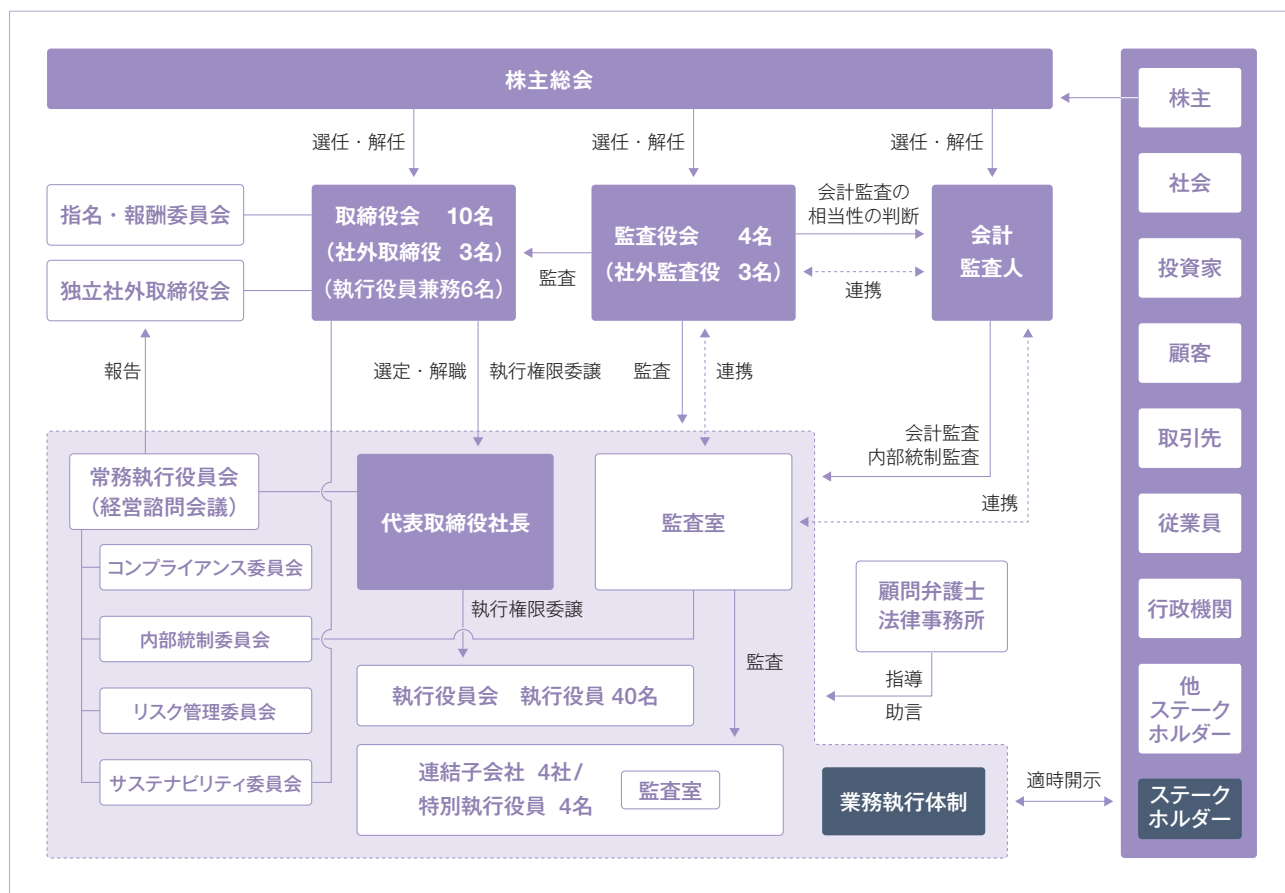 株主総会
株主
選任・解任
選任・解任
選任・解任
社会
指名・報酬委員会
取締役会 10名
(社外取締役 3名)
(執行役員兼務6名)
監査役会 4名
(社外監査役 3名)
会計監査の
相当性の判断
会計
監査人
監査
連携
独立社外取締役会
投資家
顧客
報告
選定・解職
執行権限委譲
監査
連携
会計監査
内部統制監査
取引先
常務執行役員会
(経営諮問会議)
代表取締役社長
監査室
連携
従業員
コンプライアンス委員会
執行権限委譲
顧問弁護士
法律事務所
行政機関
内部統制委員会
監査
執行役員会 執行役員 40名
指導
助言
リスク管理委員会
他
ステーク
ホルダー
サステナビリティ委員会
連結子会社 4社/
特別執行役員 4名
監査室
業務執行体制
適時開示
ステーク
ホルダー